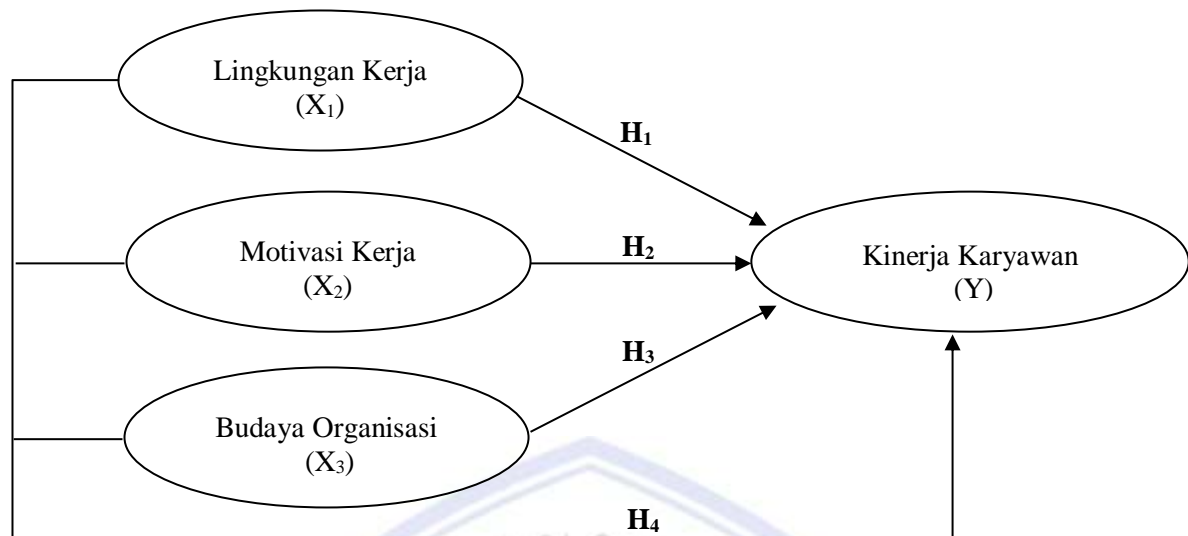 Lingkungan Kerja
(X₁)
H₁
Motivasi Kerja
(X₂)
H₂
Kinerja Karyawan
(Y)
H₃
Budaya Organisasi
(X₃)
H₄